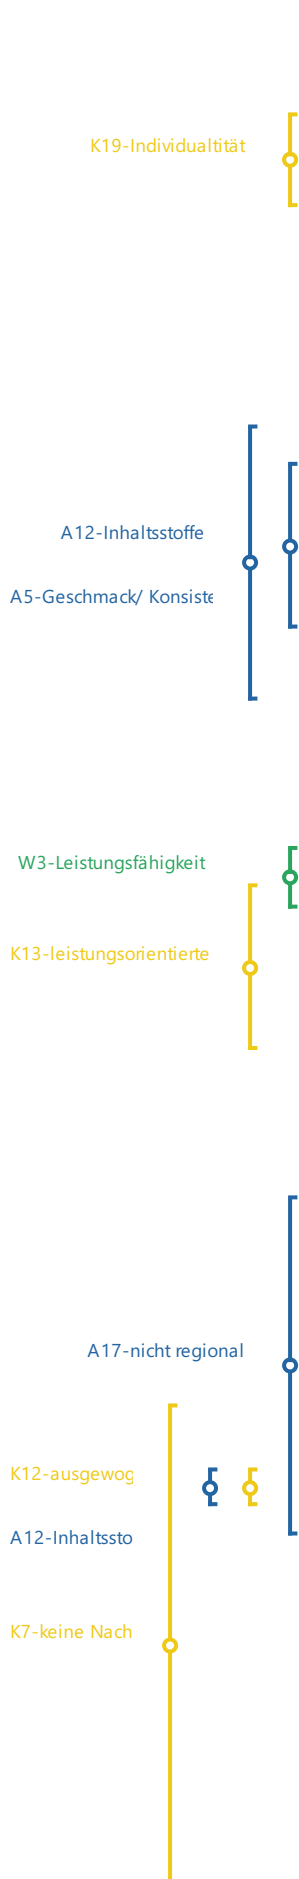 K19-Individualtität
A12-Inhaltsstoffe
A5-Geschmack/ Konsiste
W3-Leistungsfähigkeit
K13-leistungsorientierte
A17-nicht regional
K12-ausgewog
A12-Inhaltssto
K7-keine Nach